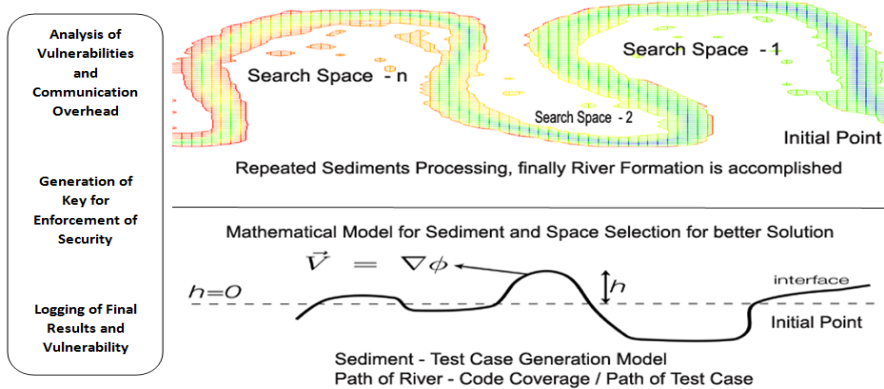 Analysis of
Vulnerabilities
and
Communication
Overhead
Generation of
Key for
Enforcement of
Security
Logging of Final
Results and
Vulnerability
Search Space - n
Search Space - 1
Search Space - 2
Initial Point
Repeated Sediments Processing, finally River Formation is accomplished
Mathematical Model for Sediment and Space Selection for better Solution
V⃗ = ∇ϕ
h=0
h
interface
Initial Point
Sediment - Test Case Generation Model
Path of River - Code Coverage / Path of Test Case